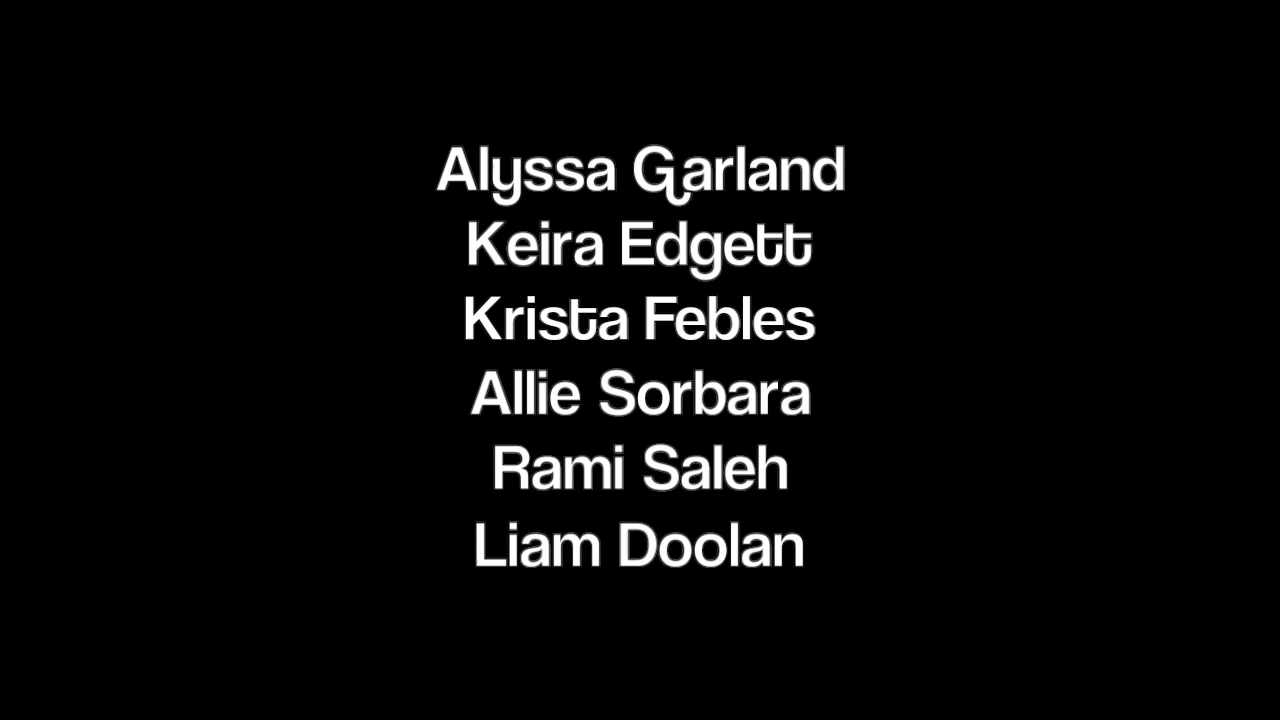 Alyssa Garland
Keira Edgett
Krista Febles
Allie Sorbara
Rami Saleh
Liam Doolan